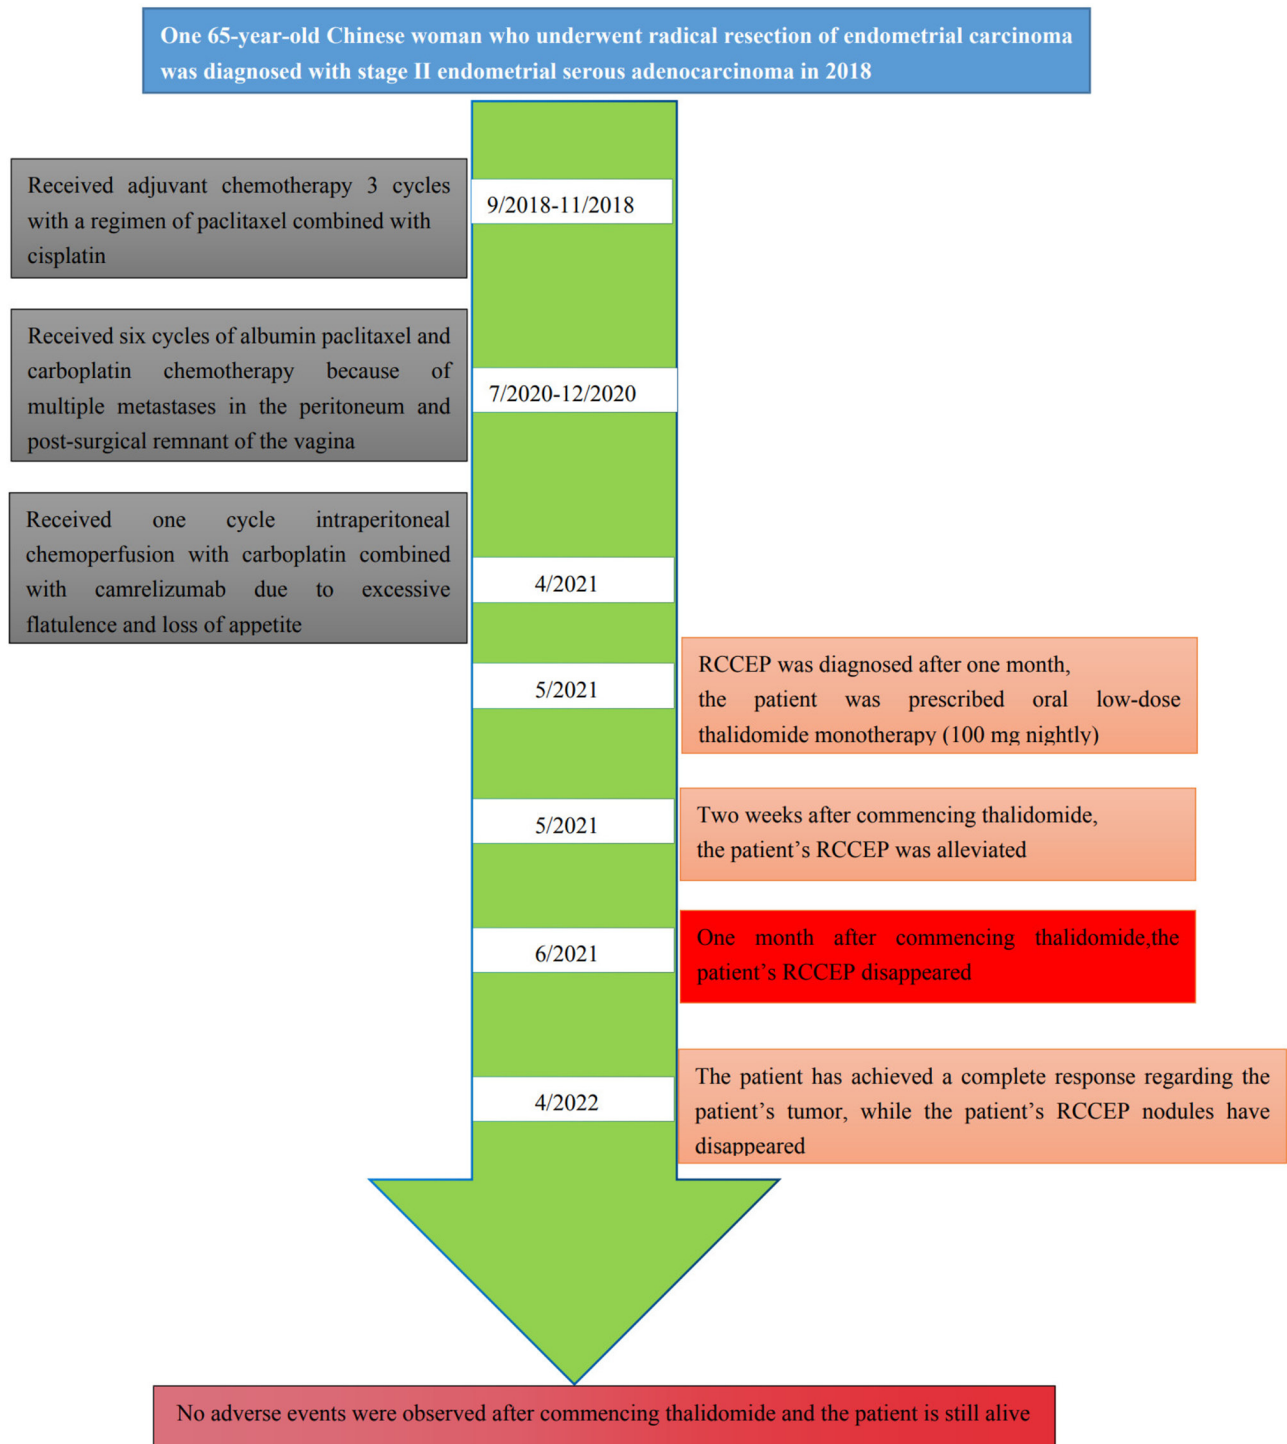 One 65-year-old Chinese woman who underwent radical resection of endometrial carcinoma
was diagnosed with stage II endometrial serous adenocarcinoma in 2018
Received adjuvant chemotherapy 3 cycles
with a regimen of paclitaxel combined with
cisplatin
9/2018-11/2018
Received six cycles of albumin paclitaxel and
carboplatin chemotherapy because of
multiple metastases in the peritoneum and
post-surgical remnant of the vagina
7/2020-12/2020
Received one cycle intraperitoneal
chemoperfusion with carboplatin combined
with camrelizumab due to excessive
flatulence and loss of appetite
4/2021
5/2021
RCCEP was diagnosed after one month,
the patient was prescribed oral low-dose
thalidomide monotherapy (100 mg nightly)
5/2021
Two weeks after commencing thalidomide,
the patient’s RCCEP was alleviated
6/2021
One month after commencing thalidomide,the
patient’s RCCEP disappeared
4/2022
The patient has achieved a complete response regarding the
patient’s tumor, while the patient’s RCCEP nodules have
disappeared
No adverse events were observed after commencing thalidomide and the patient is still alive